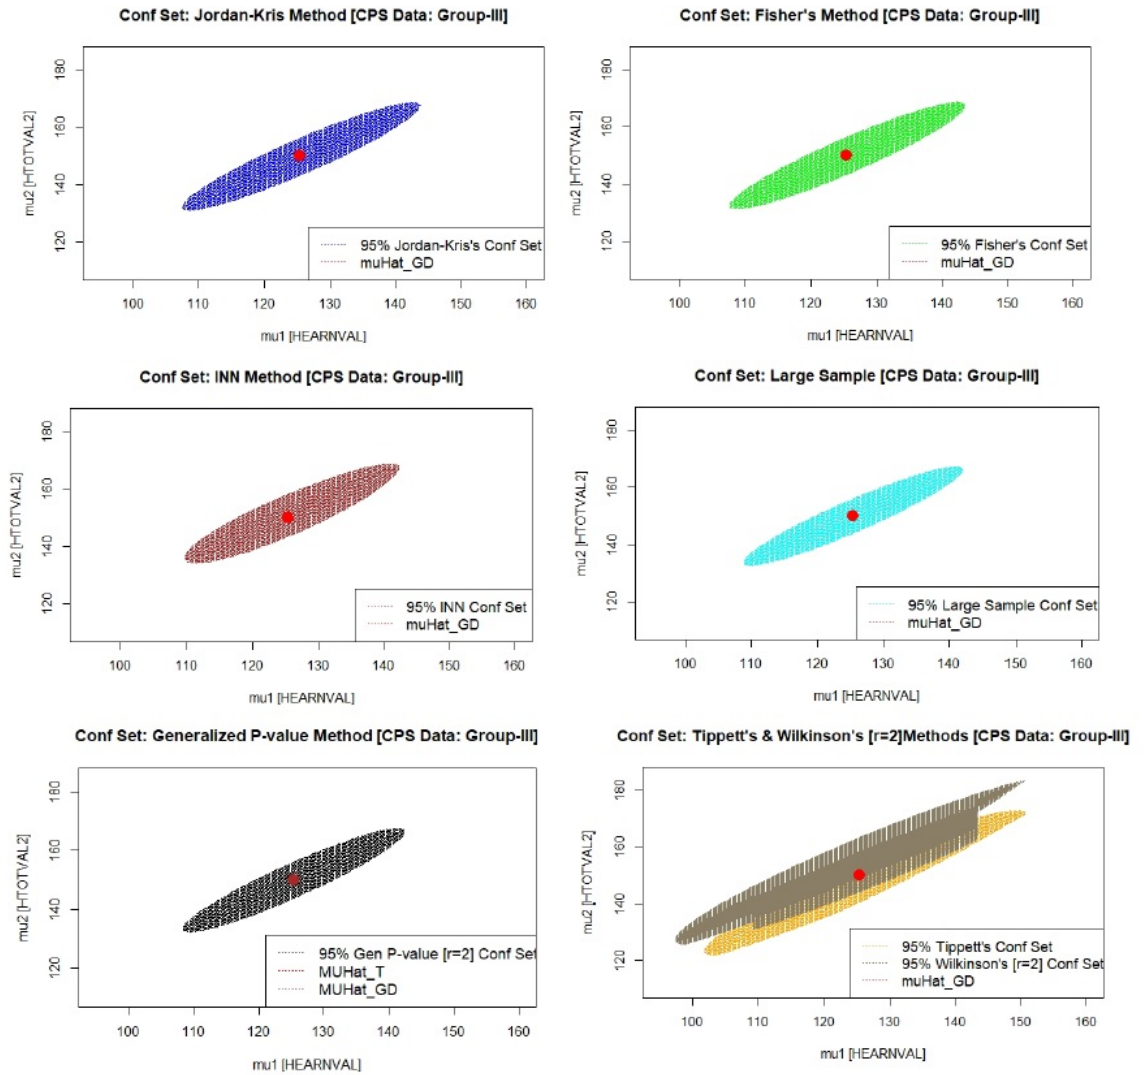 Conf Set: Jordan-Kris Method [CPS Data: Group-III]
mu2 [HTOTVAL2]
180
160
140
120
95% Jordan-Kris's Conf Set
muHat_GD
100 110 120 130 140 150 160
mu1 [HEARNVAL]
Conf Set: Fisher's Method [CPS Data: Group-III]
mu2 [HTOTVAL2]
180
160
140
120
95% Fisher's Conf Set
muHat_GD
100 110 120 130 140 150 160
mu1 [HEARNVAL]
Conf Set: INN Method [CPS Data: Group-III]
mu2 [HTOTVAL2]
180
160
140
120
95% INN Conf Set
muHat_GD
100 110 120 130 140 150 160
mu1 [HEARNVAL]
Conf Set: Large Sample [CPS Data: Group-III]
mu2 [HTOTVAL2]
180
160
140
120
95% Large Sample Conf Set
muHat_GD
100 110 120 130 140 150 160
mu1 [HEARNVAL]
Conf Set: Generalized P-value Method [CPS Data: Group-III]
mu2 [HTOTVAL2]
180
160
140
120
95% Gen P-value [r=2] Conf Set
MUHat_T
MUHat_GD
100 110 120 130 140 150 160
mu1 [HEARNVAL]
Conf Set: Tippett's & Wilkinson's [r=2]Methods [CPS Data: Group-III]
mu2 [HTOTVAL2]
180
160
140
120
95% Tippett's Conf Set
95% Wilkinson's [r=2] Conf Set
muHat_GD
100 110 120 130 140 150 160
mu1 [HEARNVAL]